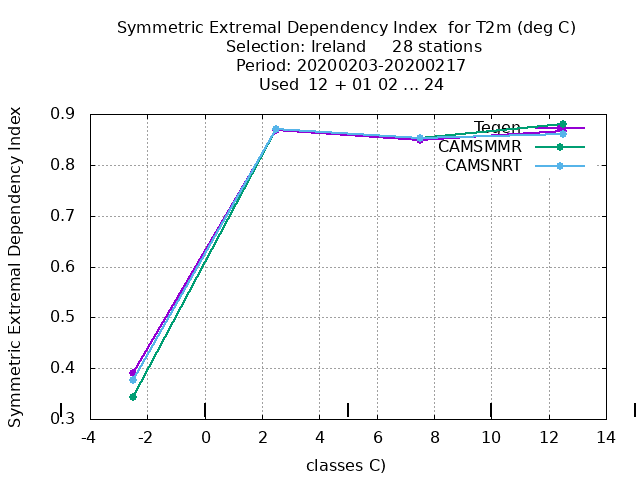 Symmetric Extremal Dependency Index for T2m (deg C)
Selection: Ireland 28 stations
Period: 20200203-20200217
Used 12 + 01 02 ... 24
Symmetric Extremal Dependency Index
0.9
0.8
0.7
0.6
0.5
0.4
0.3
Tegen
CAMSMMR
CAMSNRT
-4 -2 0 2 4 6 8 10 12 14
classes C)